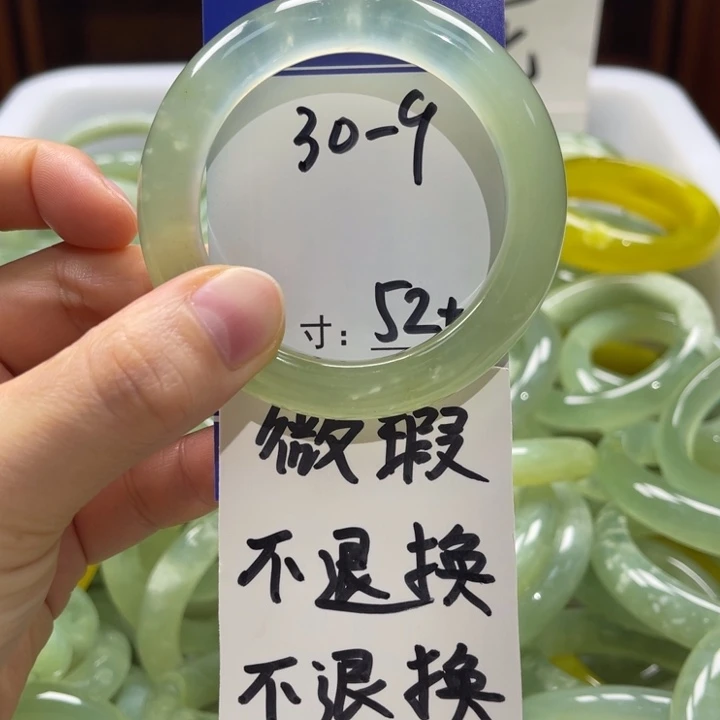 30-9
寸：52+
微瑕
不退换
不退换